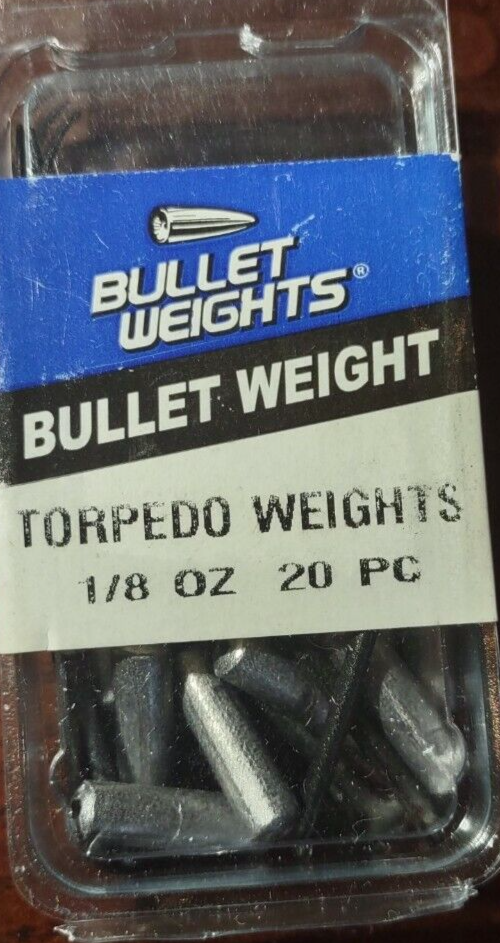 BULLET
WEIGHTS®
BULLET WEIGHT
TORPEDO WEIGHTS
1/8 OZ 20 PC